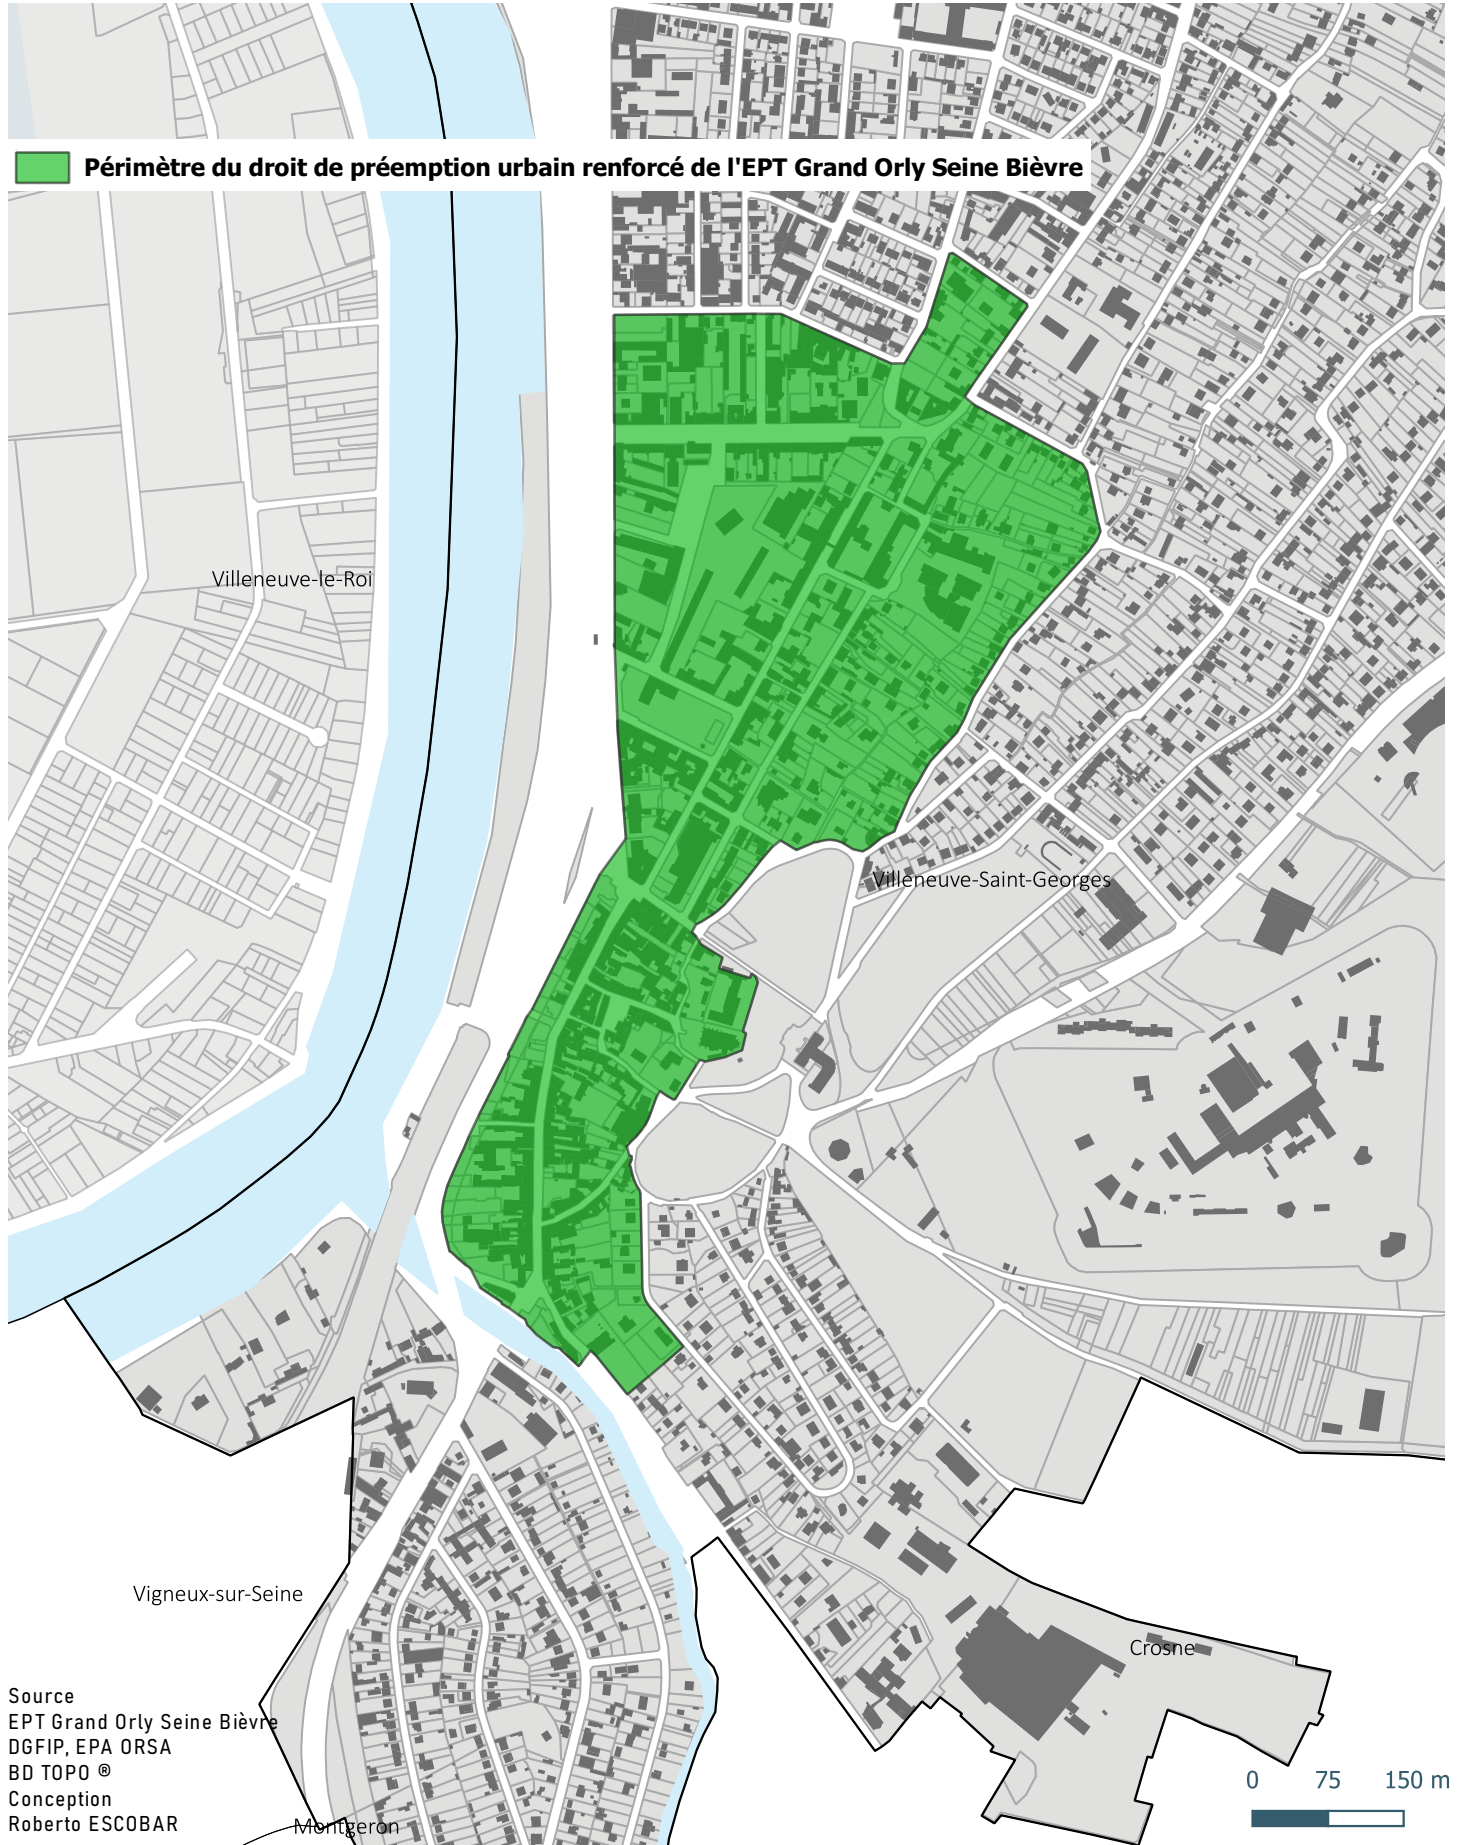 Périmètre du droit de préemption urbain renforcé de l'EPT Grand Orly Seine Bièvre
Villeneuve-le-Roi
Villeneuve-Saint-Georges
Vigneux-sur-Seine
Crosne
Source
EPT Grand Orly Seine Bièvre
DGFIP, EPA ORSA
BD TOPO ®
Conception
Roberto ESCOBAR
Montgeron
0 75 150 m